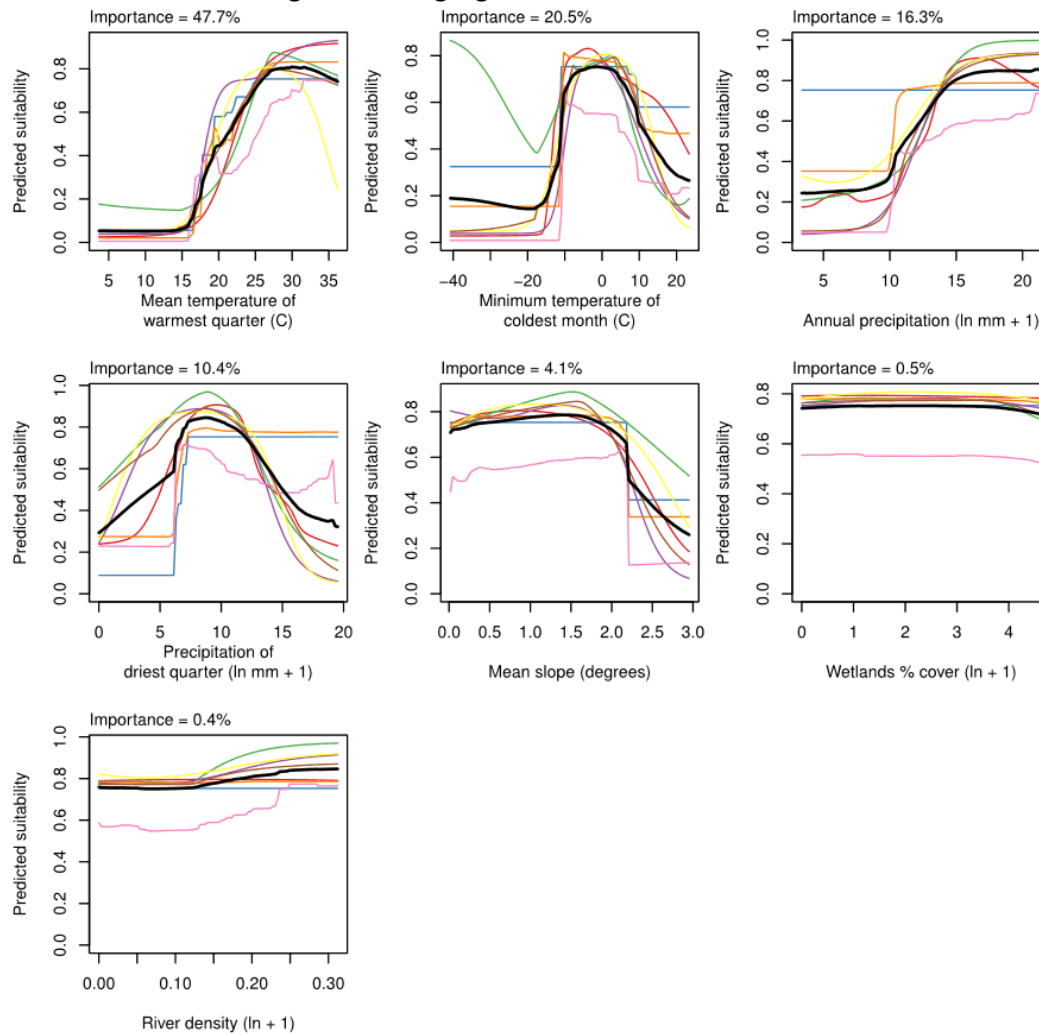 Importance = 47.7%
Predicted suitability
0.0 0.2 0.4 0.6 0.8
5 10 15 20 25 30 35
Mean temperature of
warmest quarter (C)
Importance = 20.5%
Predicted suitability
0.0 0.2 0.4 0.6 0.8
−40 −20 −10 0 10 20
Minimum temperature of
coldest month (C)
Importance = 16.3%
Predicted suitability
0.0 0.2 0.4 0.6 0.8 1.0
5 10 15 20
Annual precipitation (ln mm + 1)
Importance = 10.4%
Predicted suitability
0.0 0.2 0.4 0.6 0.8 1.0
0 5 10 15 20
Precipitation of
driest quarter (ln mm + 1)
Importance = 4.1%
Predicted suitability
0.0 0.2 0.4 0.6 0.8
0.0 0.5 1.0 1.5 2.0 2.5 3.0
Mean slope (degrees)
Importance = 0.5%
Predicted suitability
0.0 0.2 0.4 0.6 0.8
0 1 2 3 4
Wetlands % cover (ln + 1)
Importance = 0.4%
Predicted suitability
0.0 0.2 0.4 0.6 0.8 1.0
0.00 0.10 0.20 0.30
River density (ln + 1)